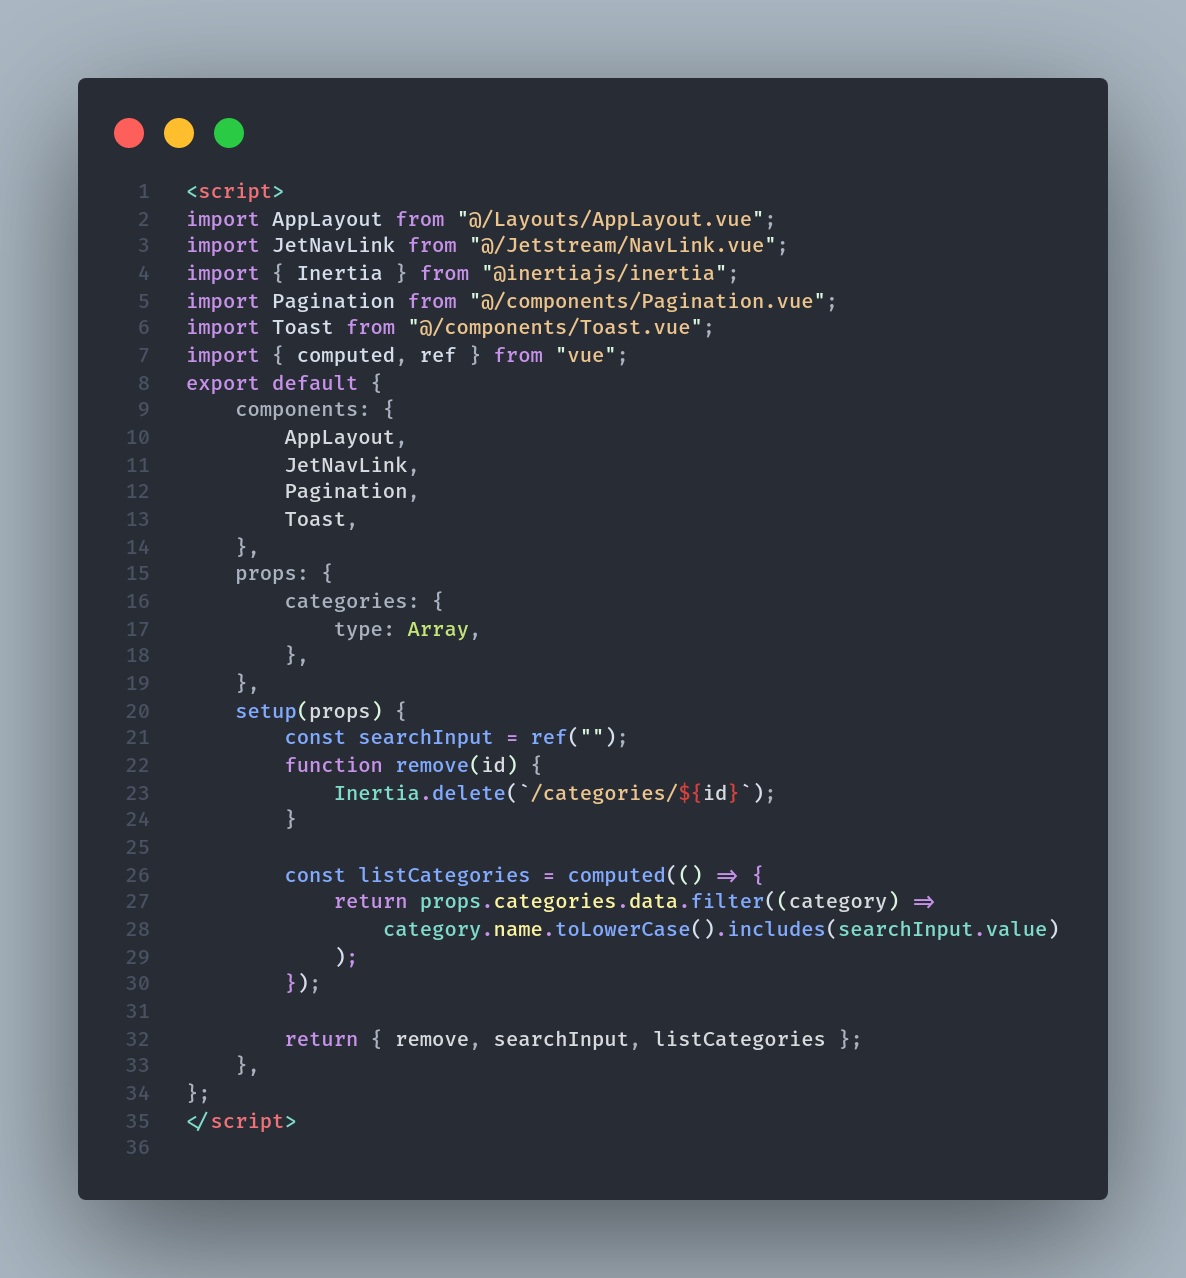 1 <script>
2 import AppLayout from "@/Layouts/AppLayout.vue";
3 import JetNavLink from "@/Jetstream/NavLink.vue";
4 import { Inertia } from "@inertiajs/inertia";
5 import Pagination from "@/components/Pagination.vue";
6 import Toast from "@/components/Toast.vue";
7 import { computed, ref } from "vue";
8 export default {
9     components: {
10         AppLayout,
11         JetNavLink,
12         Pagination,
13         Toast,
14     },
15     props: {
16         categories: {
17             type: Array,
18         },
19     },
20     setup(props) {
21         const searchInput = ref("");
22         function remove(id) {
23             Inertia.delete(`/categories/${id}`);
24         }
25
26         const listCategories = computed(() => {
27             return props.categories.data.filter((category) =>
28                 category.name.toLowerCase().includes(searchInput.value)
29             );
30         });
31
32         return { remove, searchInput, listCategories };
33     },
34 };
35 </script>
36